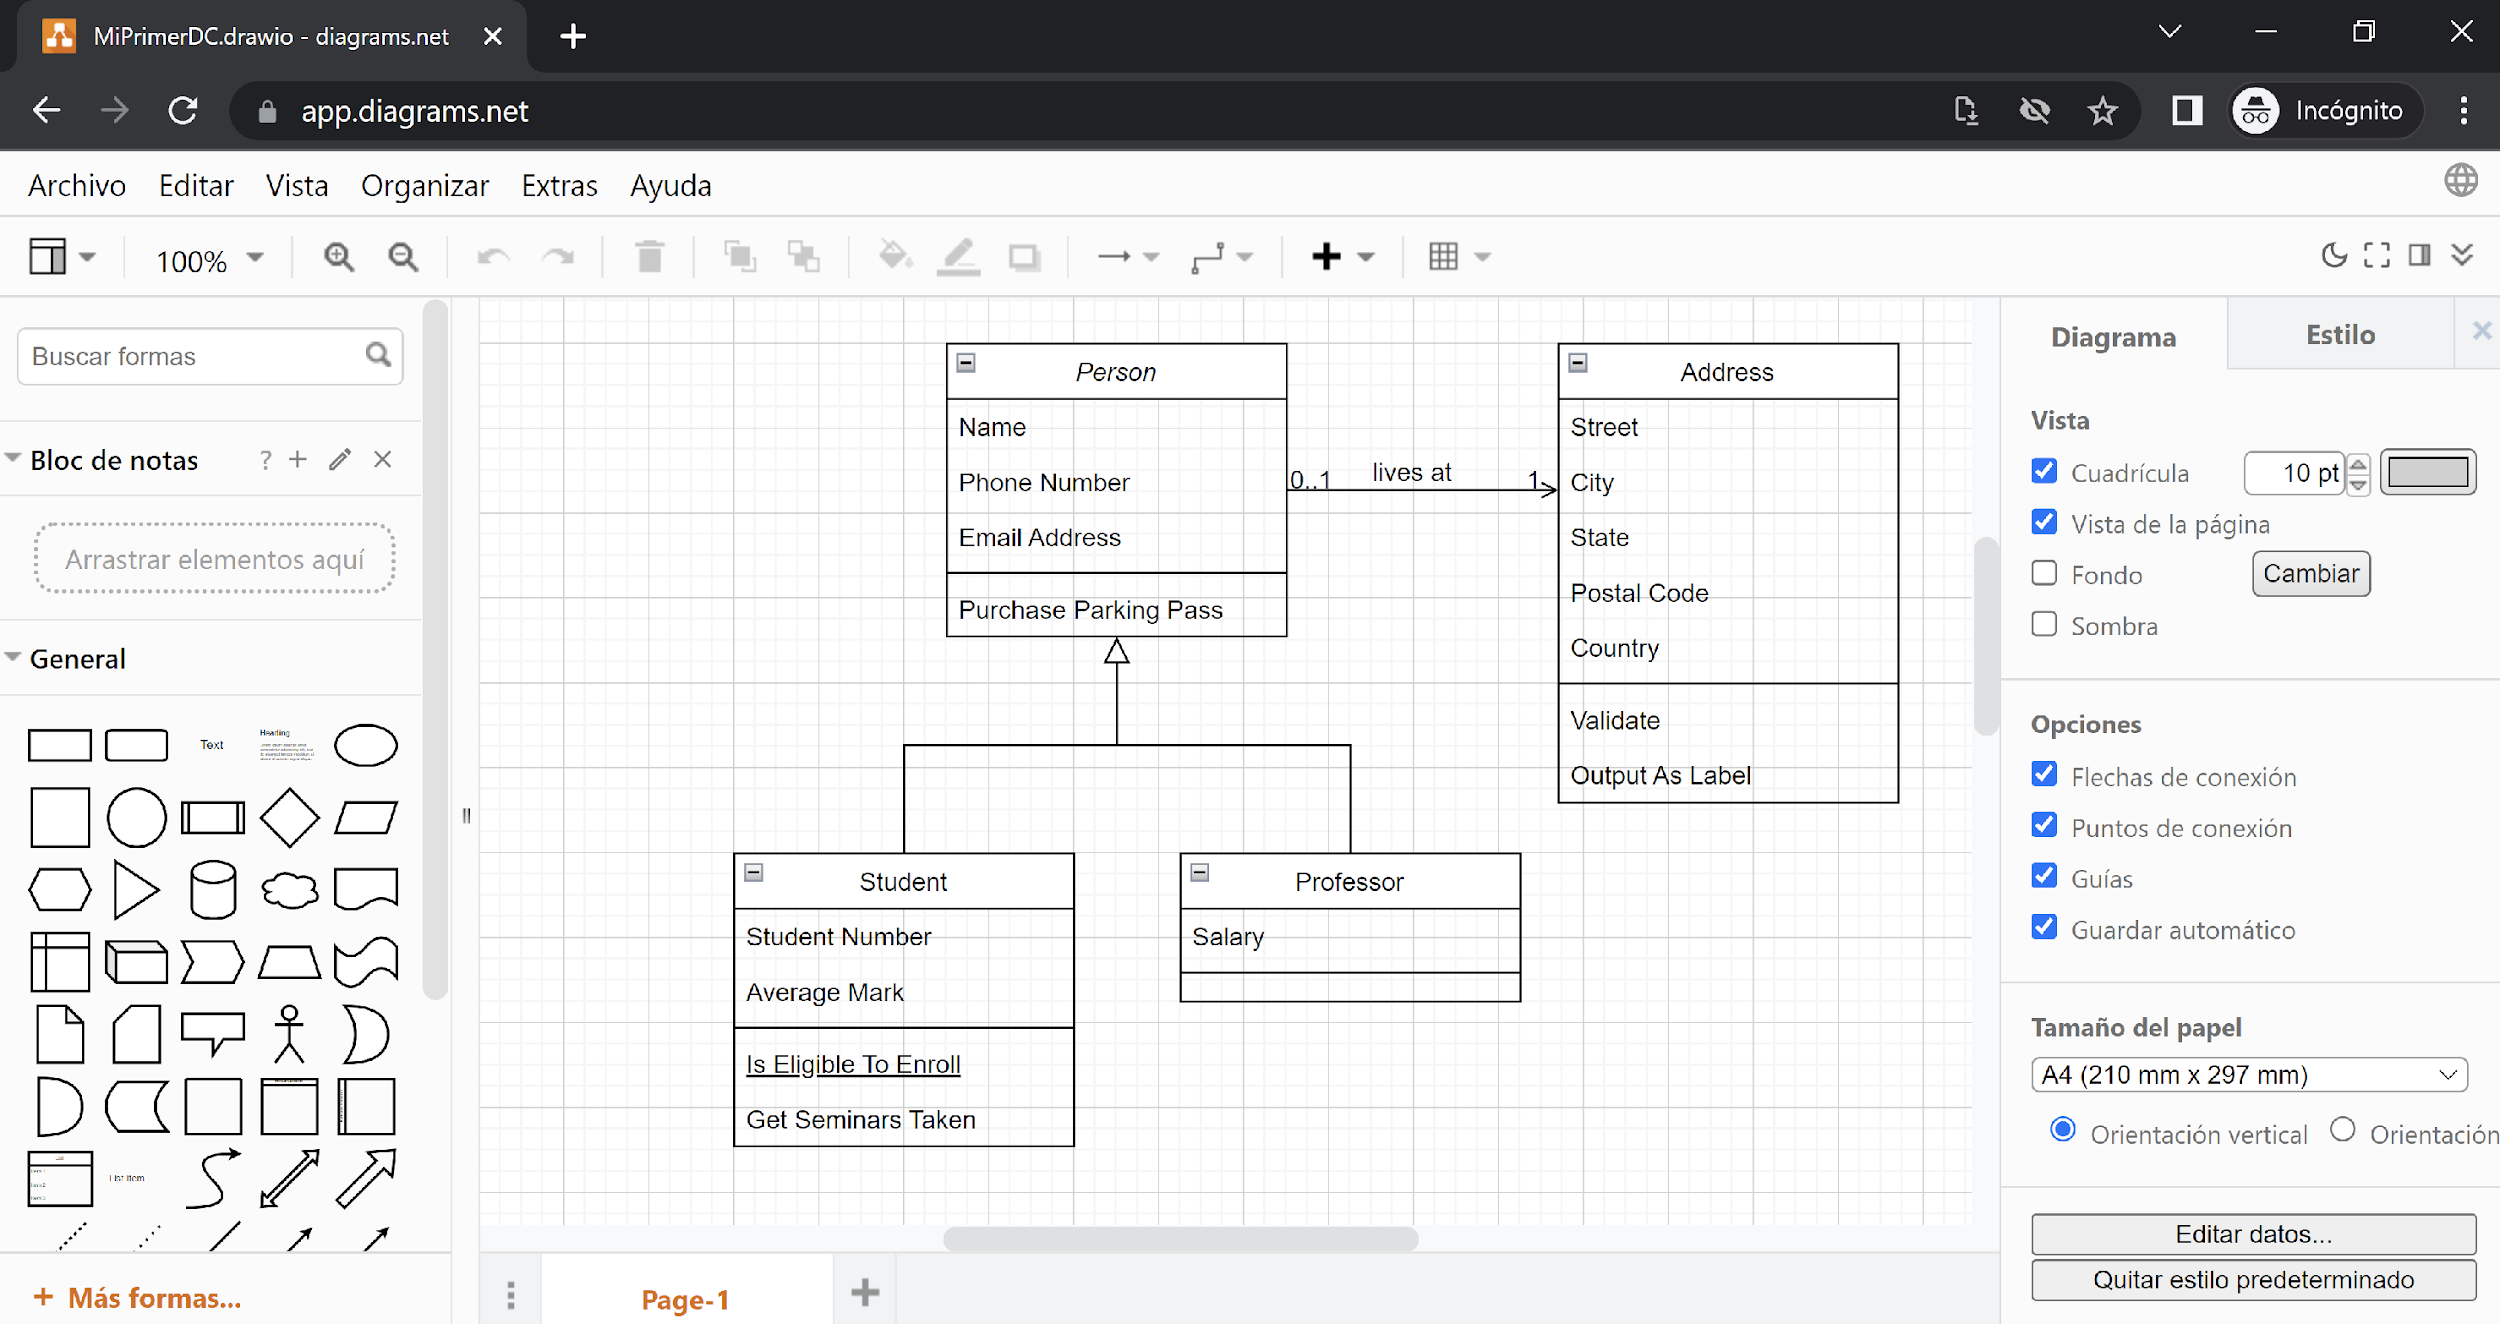 MiPrimerDC.drawio - diagrams.net
app.diagrams.net
Incógnito
Archivo Editar Vista Organizar Extras Ayuda
100%
Buscar formas
Bloc de notas ?
Arrastrar elementos aquí
General
Text
Heading
List Item
+ Más formas...
Person
Name
Phone Number
Email Address
Purchase Parking Pass
0..1 lives at 1
Address
Street
City
State
Postal Code
Country
Validate
Output As Label
Student
Student Number
Average Mark
Is Eligible To Enroll
Get Seminars Taken
Professor
Salary
Page-1
Diagrama Estilo
Vista
Cuadrícula 10 pt
Vista de la página
Fondo Cambiar
Sombra
Opciones
Flechas de conexión
Puntos de conexión
Guías
Guardar automático
Tamaño del papel
A4 (210 mm x 297 mm)
Orientación vertical Orientación
Editar datos...
Quitar estilo predeterminado